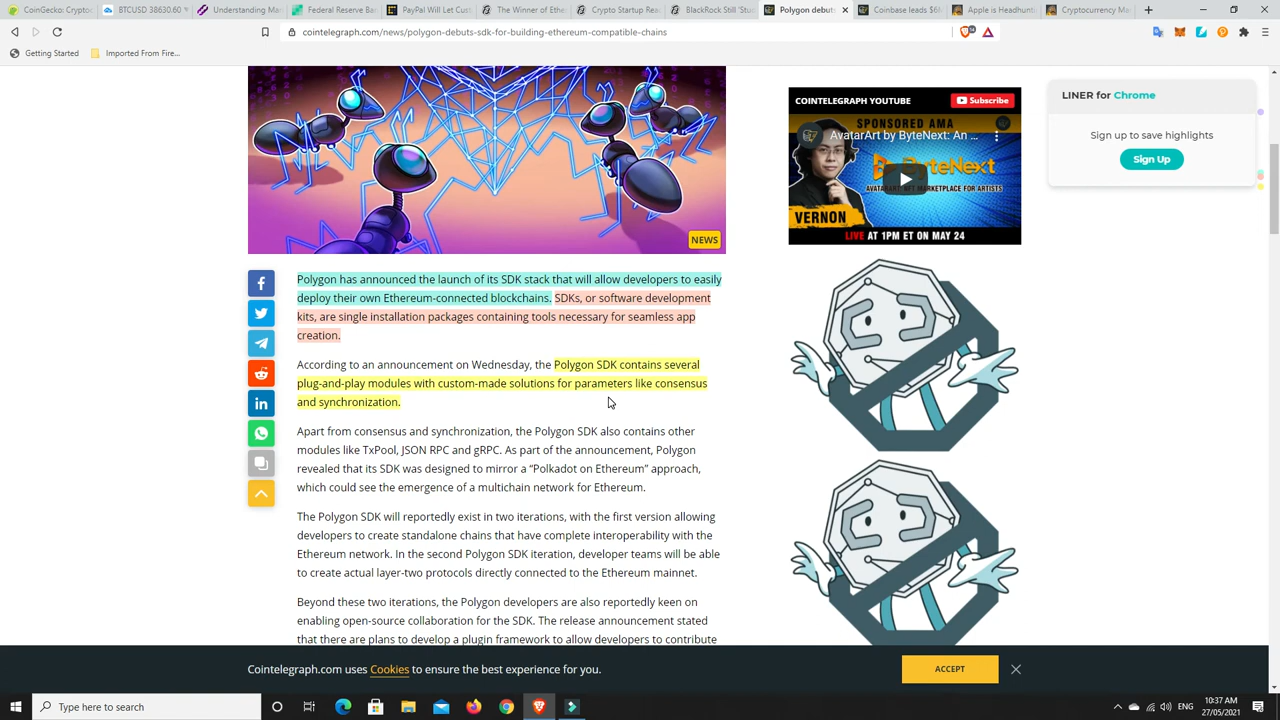 CoinGecko: Crypto
BTCUSD 38630.60
Understanding Mar
Federal Reserve Bas
PayPal Will Let Cust
The Winner of Ether
Crypto Startup Rea
BlackRock Still 'Stu
Polygon debut
Coinbase leads $6M
Apple is Headhunti
Cryptocurrency Ma
cointelegraph.com/news/polygon-debuts-sdk-for-building-ethereum-compatible-chains
Getting Started
Imported From Fire...
COINTELEGRAPH YOUTUBE
Subscribe
SPONSORED AMA
AvatarArt by ByteNext: An ...
ByteNext
AVATARART: NFT MARKETPLACE FOR ARTISTS
VERNON
LIVE AT 1PM ET ON MAY 24
LINER for Chrome
Sign up to save highlights
Sign Up
NEWS
Polygon has announced the launch of its SDK stack that will allow developers to easily
deploy their own Ethereum-connected blockchains. SDKs, or software development
kits, are single installation packages containing tools necessary for seamless app
creation.
According to an announcement on Wednesday, the Polygon SDK contains several
plug-and-play modules with custom-made solutions for parameters like consensus
and synchronization.
Apart from consensus and synchronization, the Polygon SDK also contains other
modules like TxPool, JSON RPC and gRPC. As part of the announcement, Polygon
revealed that its SDK was designed to mirror a “Polkadot on Ethereum” approach,
which could see the emergence of a multichain network for Ethereum.
The Polygon SDK will reportedly exist in two iterations, with the first version allowing
developers to create standalone chains that have complete interoperability with the
Ethereum network. In the second Polygon SDK iteration, developer teams will be able
to create actual layer-two protocols directly connected to the Ethereum mainnet.
Beyond these two iterations, the Polygon developers are also reportedly keen on
enabling open-source collaboration for the SDK. The release announcement stated
that there are plans to develop a plugin framework to allow developers to contribute
Cointelegraph.com uses Cookies to ensure the best experience for you.
ACCEPT
Type here to search
ENG
10:37 AM
27/05/2021